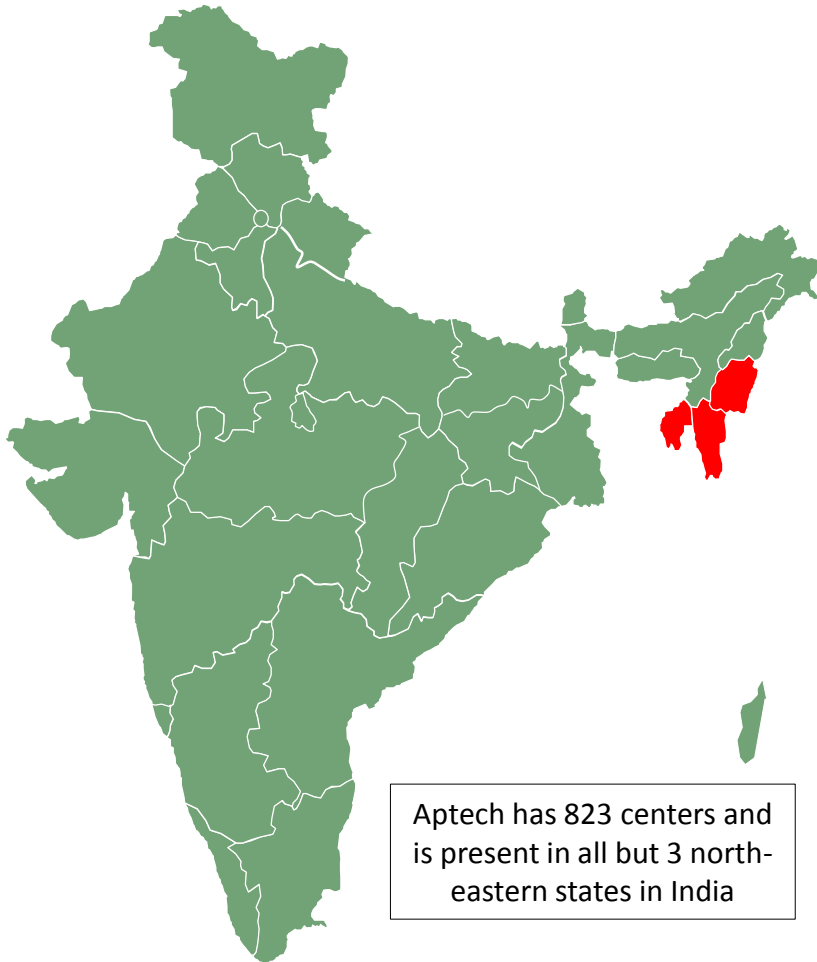 Aptech has 823 centers and
is present in all but 3 north-
eastern states in India